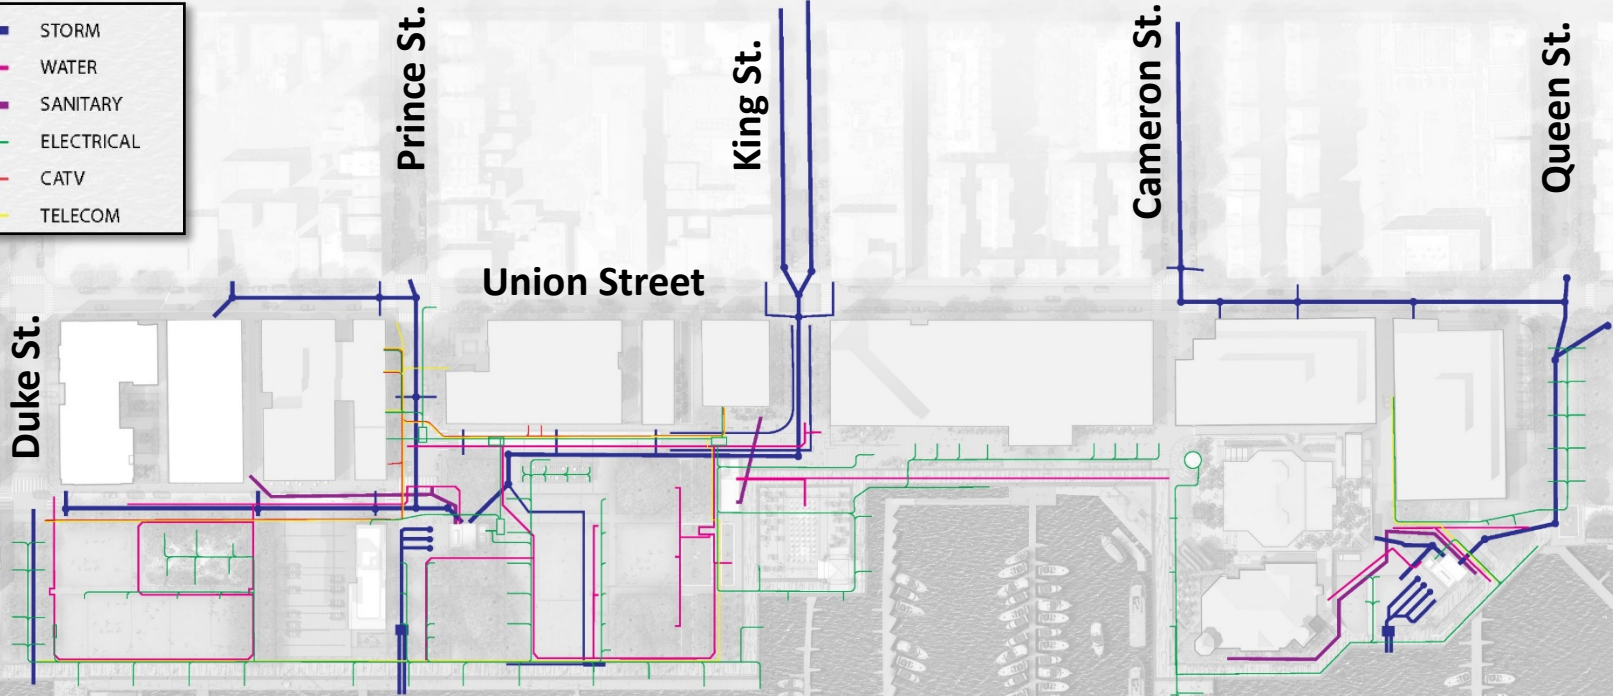 STORM
WATER
SANITARY
ELECTRICAL
CATV
TELECOM
Prince St.
King St.
Cameron St.
Queen St.
Union Street
Duke St.